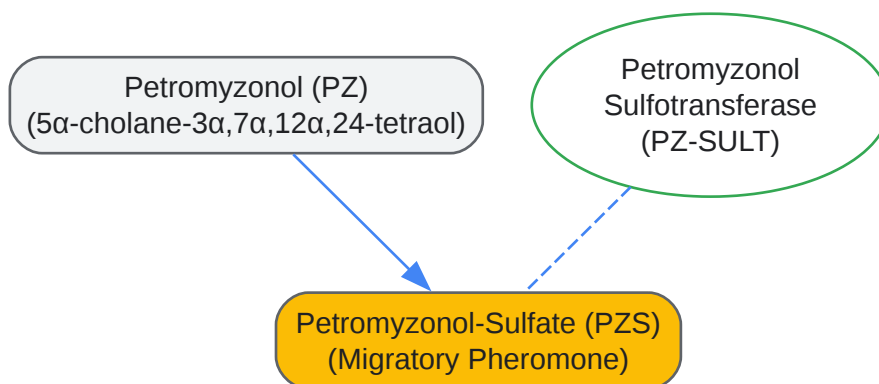 Petromyzonol (PZ)
(5α-cholane-3α,7α,12α,24-tetraol)
Petromyzonol
Sulfotransferase
(PZ-SULT)
Petromyzonol-Sulfate (PZS)
(Migratory Pheromone)